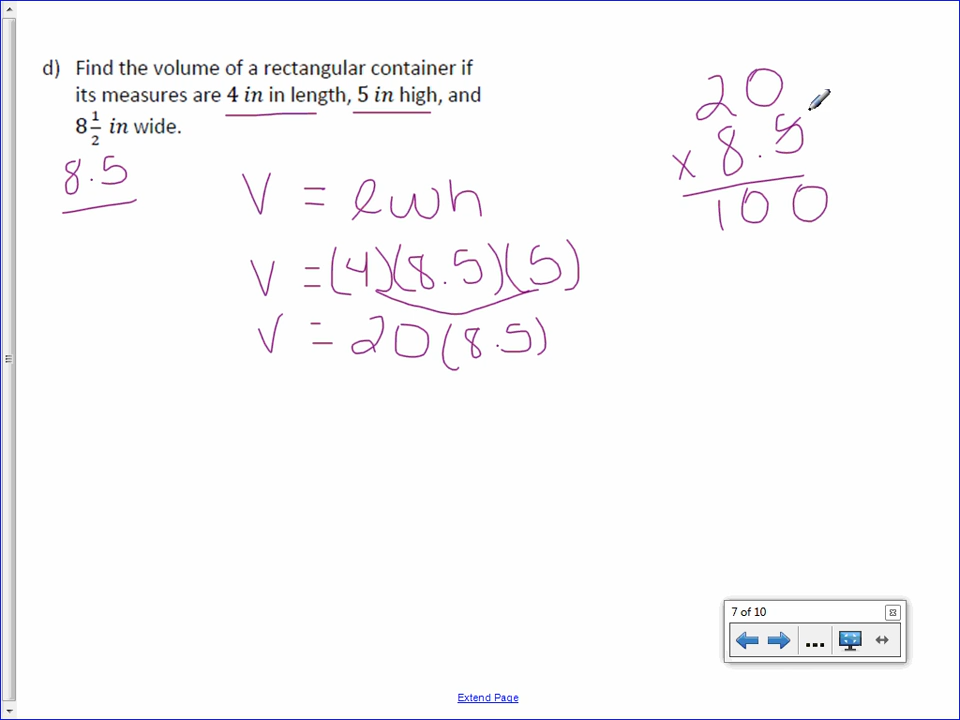 d) Find the volume of a rectangular container if
its measures are 4 in in length, 5 in high, and
8 1/2 in wide.
8.5
V = lwh
V = (4)(8.5)(5)
V = 20(8.5)
20
x 8.5
100
7 of 10
...
Extend Page